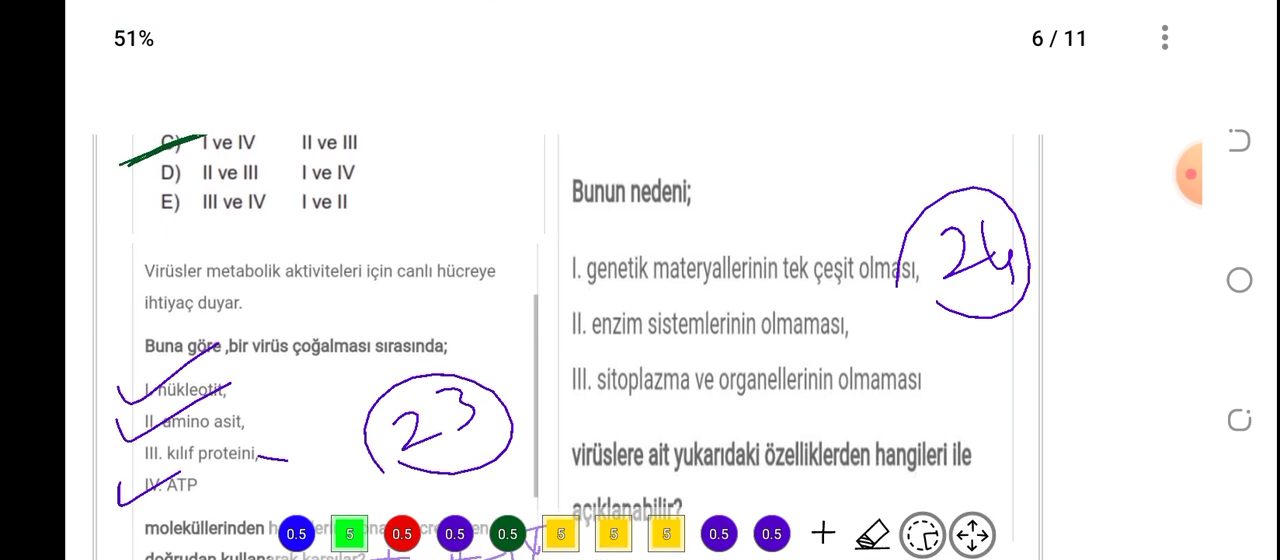 51%
6 / 11
C) I ve IV II ve III
D) II ve III I ve IV
E) III ve IV I ve II
Virüsler metabolik aktiviteleri için canlı hücreye
ihtiyaç duyar.
Buna göre ,bir virüs çoğalması sırasında;
I. nükleotit,
II. amino asit,
III. kılıf proteini,
IV. ATP
moleküllerinden
doğrudan kullanarak karşılar?
23
Bunun nedeni;
I. genetik materyallerinin tek çeşit olması,
II. enzim sistemlerinin olmaması,
III. sitoplazma ve organellerinin olmaması
virüslere ait yukarıdaki özelliklerden hangileri ile
açıklanabilir?
24
0.5 5 0.5 0.5 0.5 5 5 5 0.5 0.5